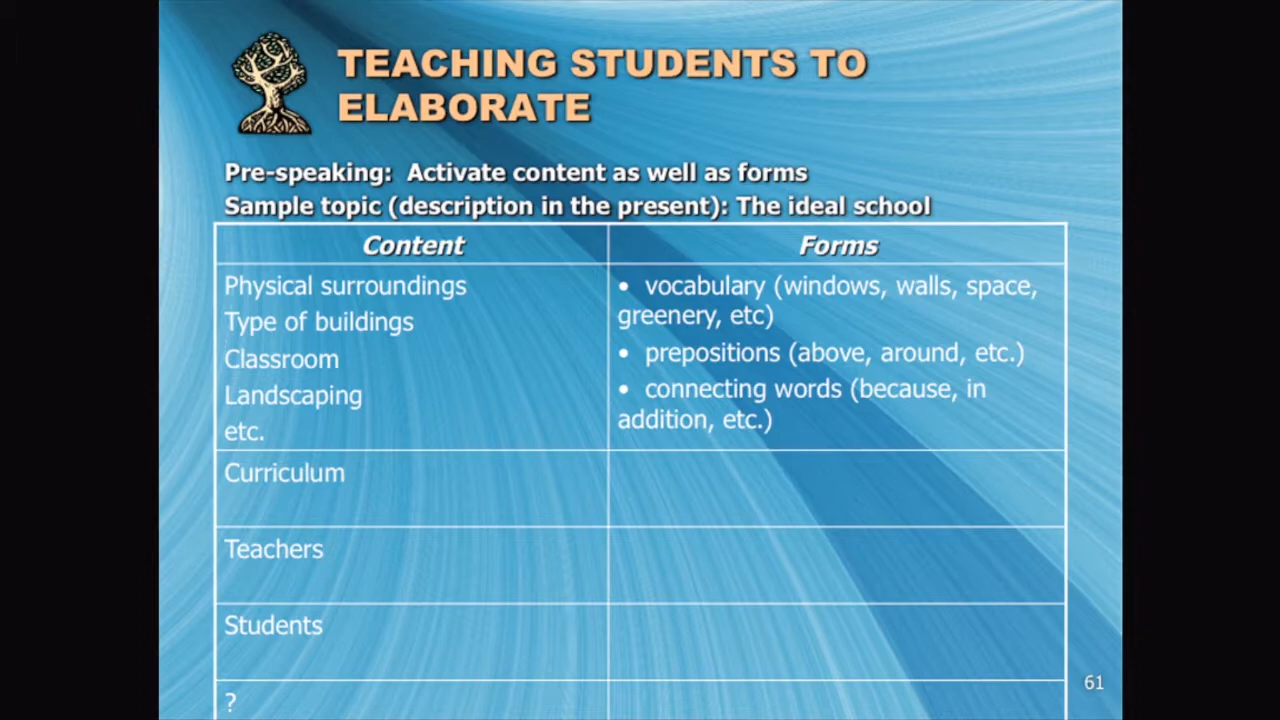 TEACHING STUDENTS TO
ELABORATE
Pre-speaking:  Activate content as well as forms
Sample topic (description in the present): The ideal school
Content
Forms
Physical surroundings
Type of buildings
Classroom
Landscaping
etc.
• vocabulary (windows, walls, space,
greenery, etc)
• prepositions (above, around, etc.)
• connecting words (because, in
addition, etc.)
Curriculum
Teachers
Students
?
61